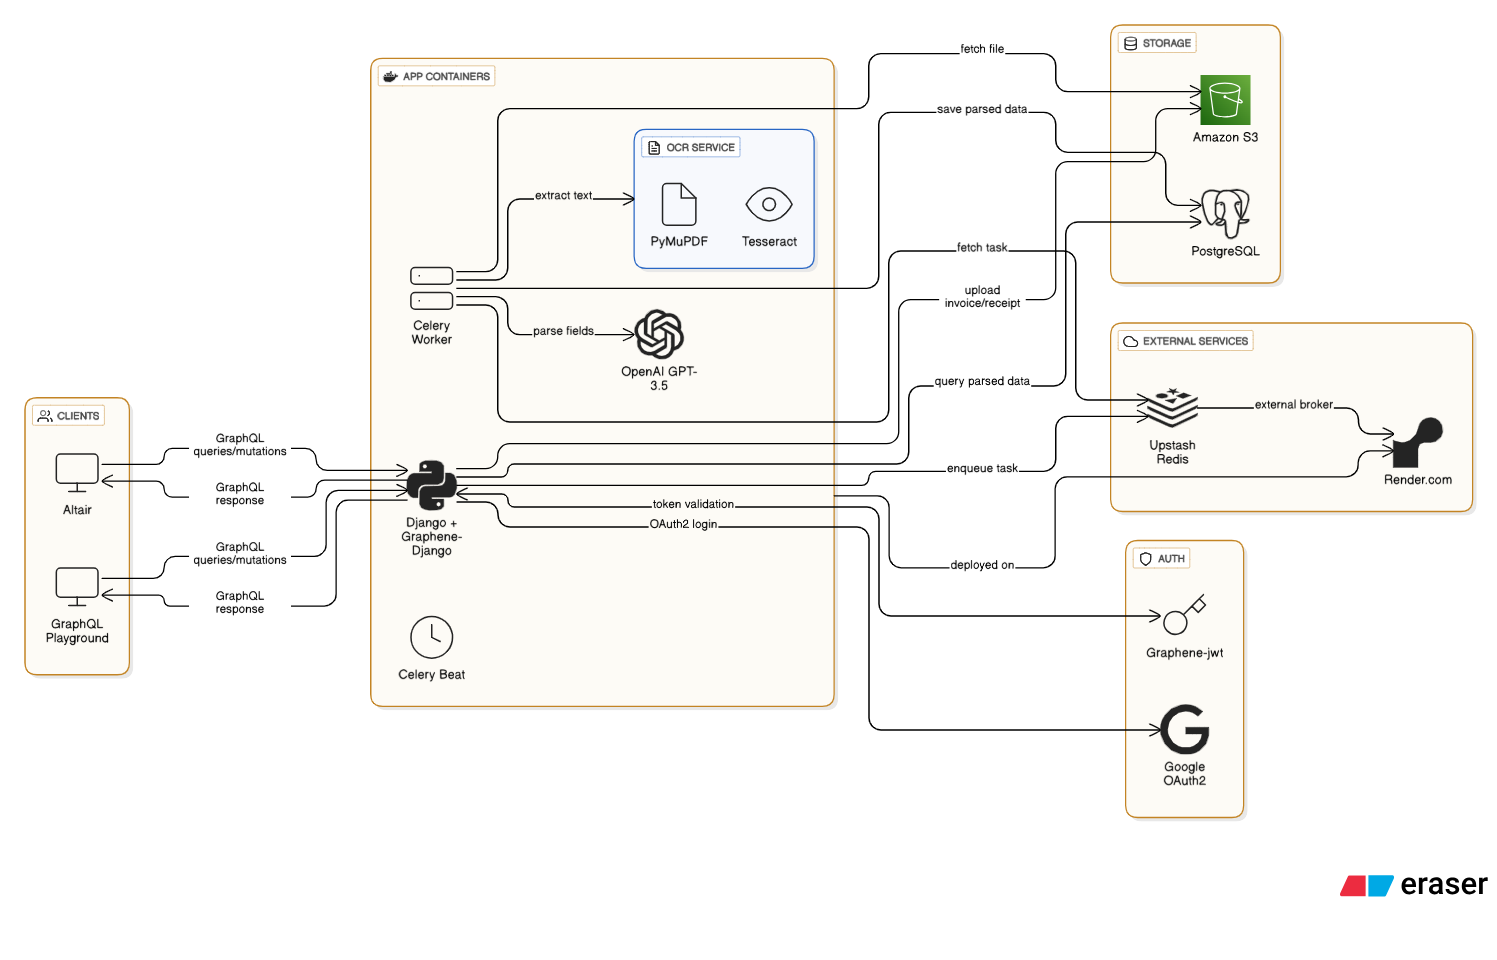 fetch file
STORAGE
APP CONTAINERS
save parsed data
Amazon S3
OCR SERVICE
extract text
PyMuPDF
Tesseract
fetch task
PostgreSQL
upload
invoice/receipt
Celery
Worker
parse fields
OpenAI GPT-
3.5
EXTERNAL SERVICES
query parsed data
external broker
CLIENTS
GraphQL
queries/mutations
Upstash
Redis
enqueue task
Render.com
GraphQL
response
Altair
token validation
OAuth2 login
Django +
Graphene-
Django
GraphQL
queries/mutations
deployed on
AUTH
GraphQL
response
GraphQL
Playground
Graphene-jwt
Celery Beat
Google
OAuth2
eraser